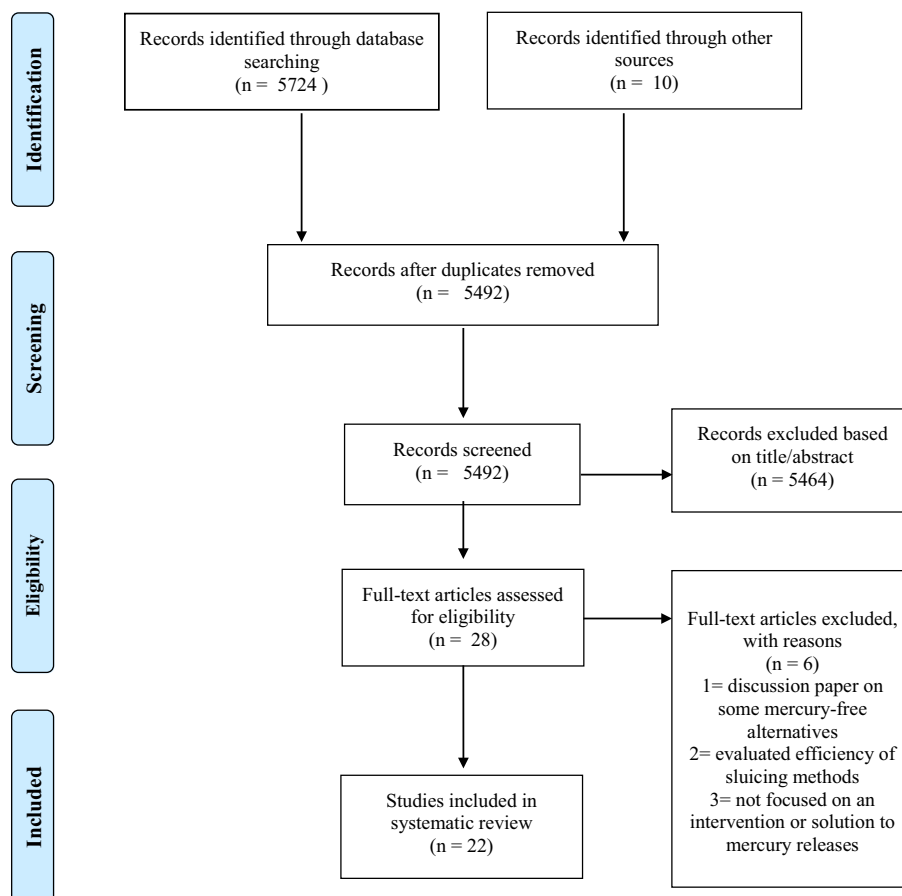 Identification
Records identified through database
searching
(n = 5724 )
Records identified through other
sources
(n = 10)
Screening
Records after duplicates removed
(n = 5492)
Records screened
(n = 5492)
Records excluded based
on title/abstract
(n = 5464)
Eligibility
Full-text articles assessed
for eligibility
(n = 28)
Full-text articles excluded,
with reasons
(n = 6)
1= discussion paper on
some mercury-free
alternatives
2= evaluated efficiency of
sluicing methods
3= not focused on an
intervention or solution to
mercury releases
Included
Studies included in
systematic review
(n = 22)